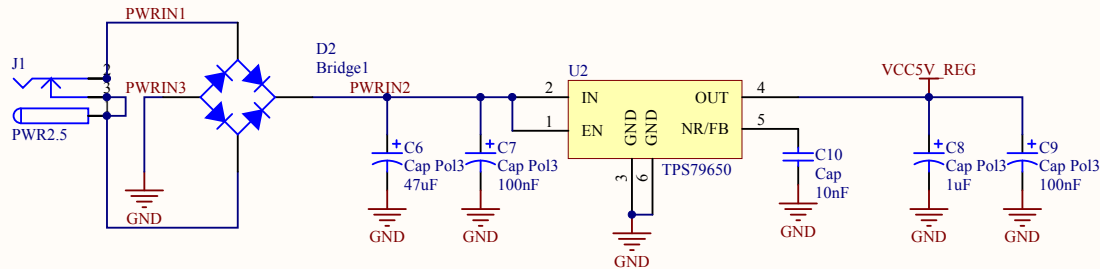 PWRIN1
J1
2
3
PWR2.5
PWRIN3
GND
D2
Bridge1
PWRIN2
C6
Cap Pol3
47uF
GND
C7
Cap Pol3
100nF
GND
U2
2
IN
1
EN
GND
GND
OUT
4
NR/FB
5
3
6
TPS79650
GND
C10
Cap
10nF
GND
VCC5V_REG
C8
Cap Pol3
1uF
GND
C9
Cap Pol3
100nF
GND